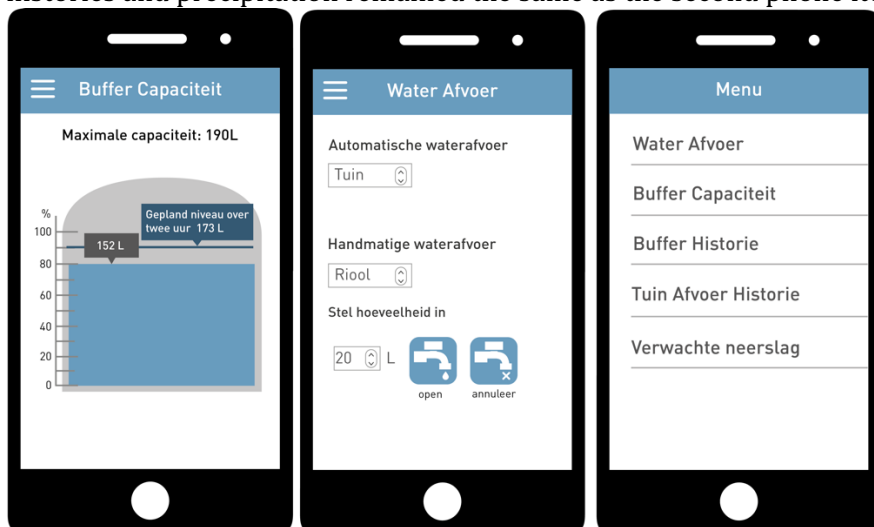 histories and precipitation remained the same as the second phone ite
Buffer Capaciteit
Maximale capaciteit: 190L
%
100
80
60
40
20
0
Gepland niveau over
twee uur 173 L
152 L
Water Afvoer
Automatische waterafvoer
Tuin
Handmatige waterafvoer
Riool
Stel hoeveelheid in
20 L
open annuleer
Menu
Water Afvoer
Buffer Capaciteit
Buffer Historie
Tuin Afvoer Historie
Verwachte neerslag